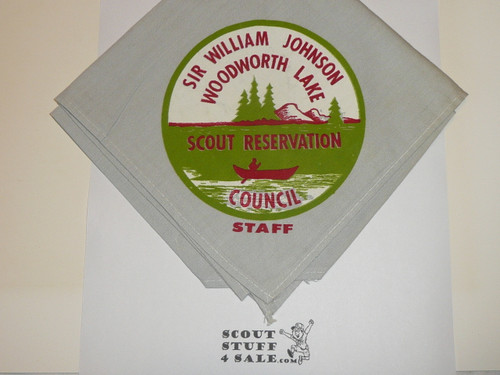 SIR WILLIAM JOHNSON
WOODWORTH LAKE
SCOUT RESERVATION
COUNCIL
STAFF
SCOUT
STUFF
4 SALE.COM